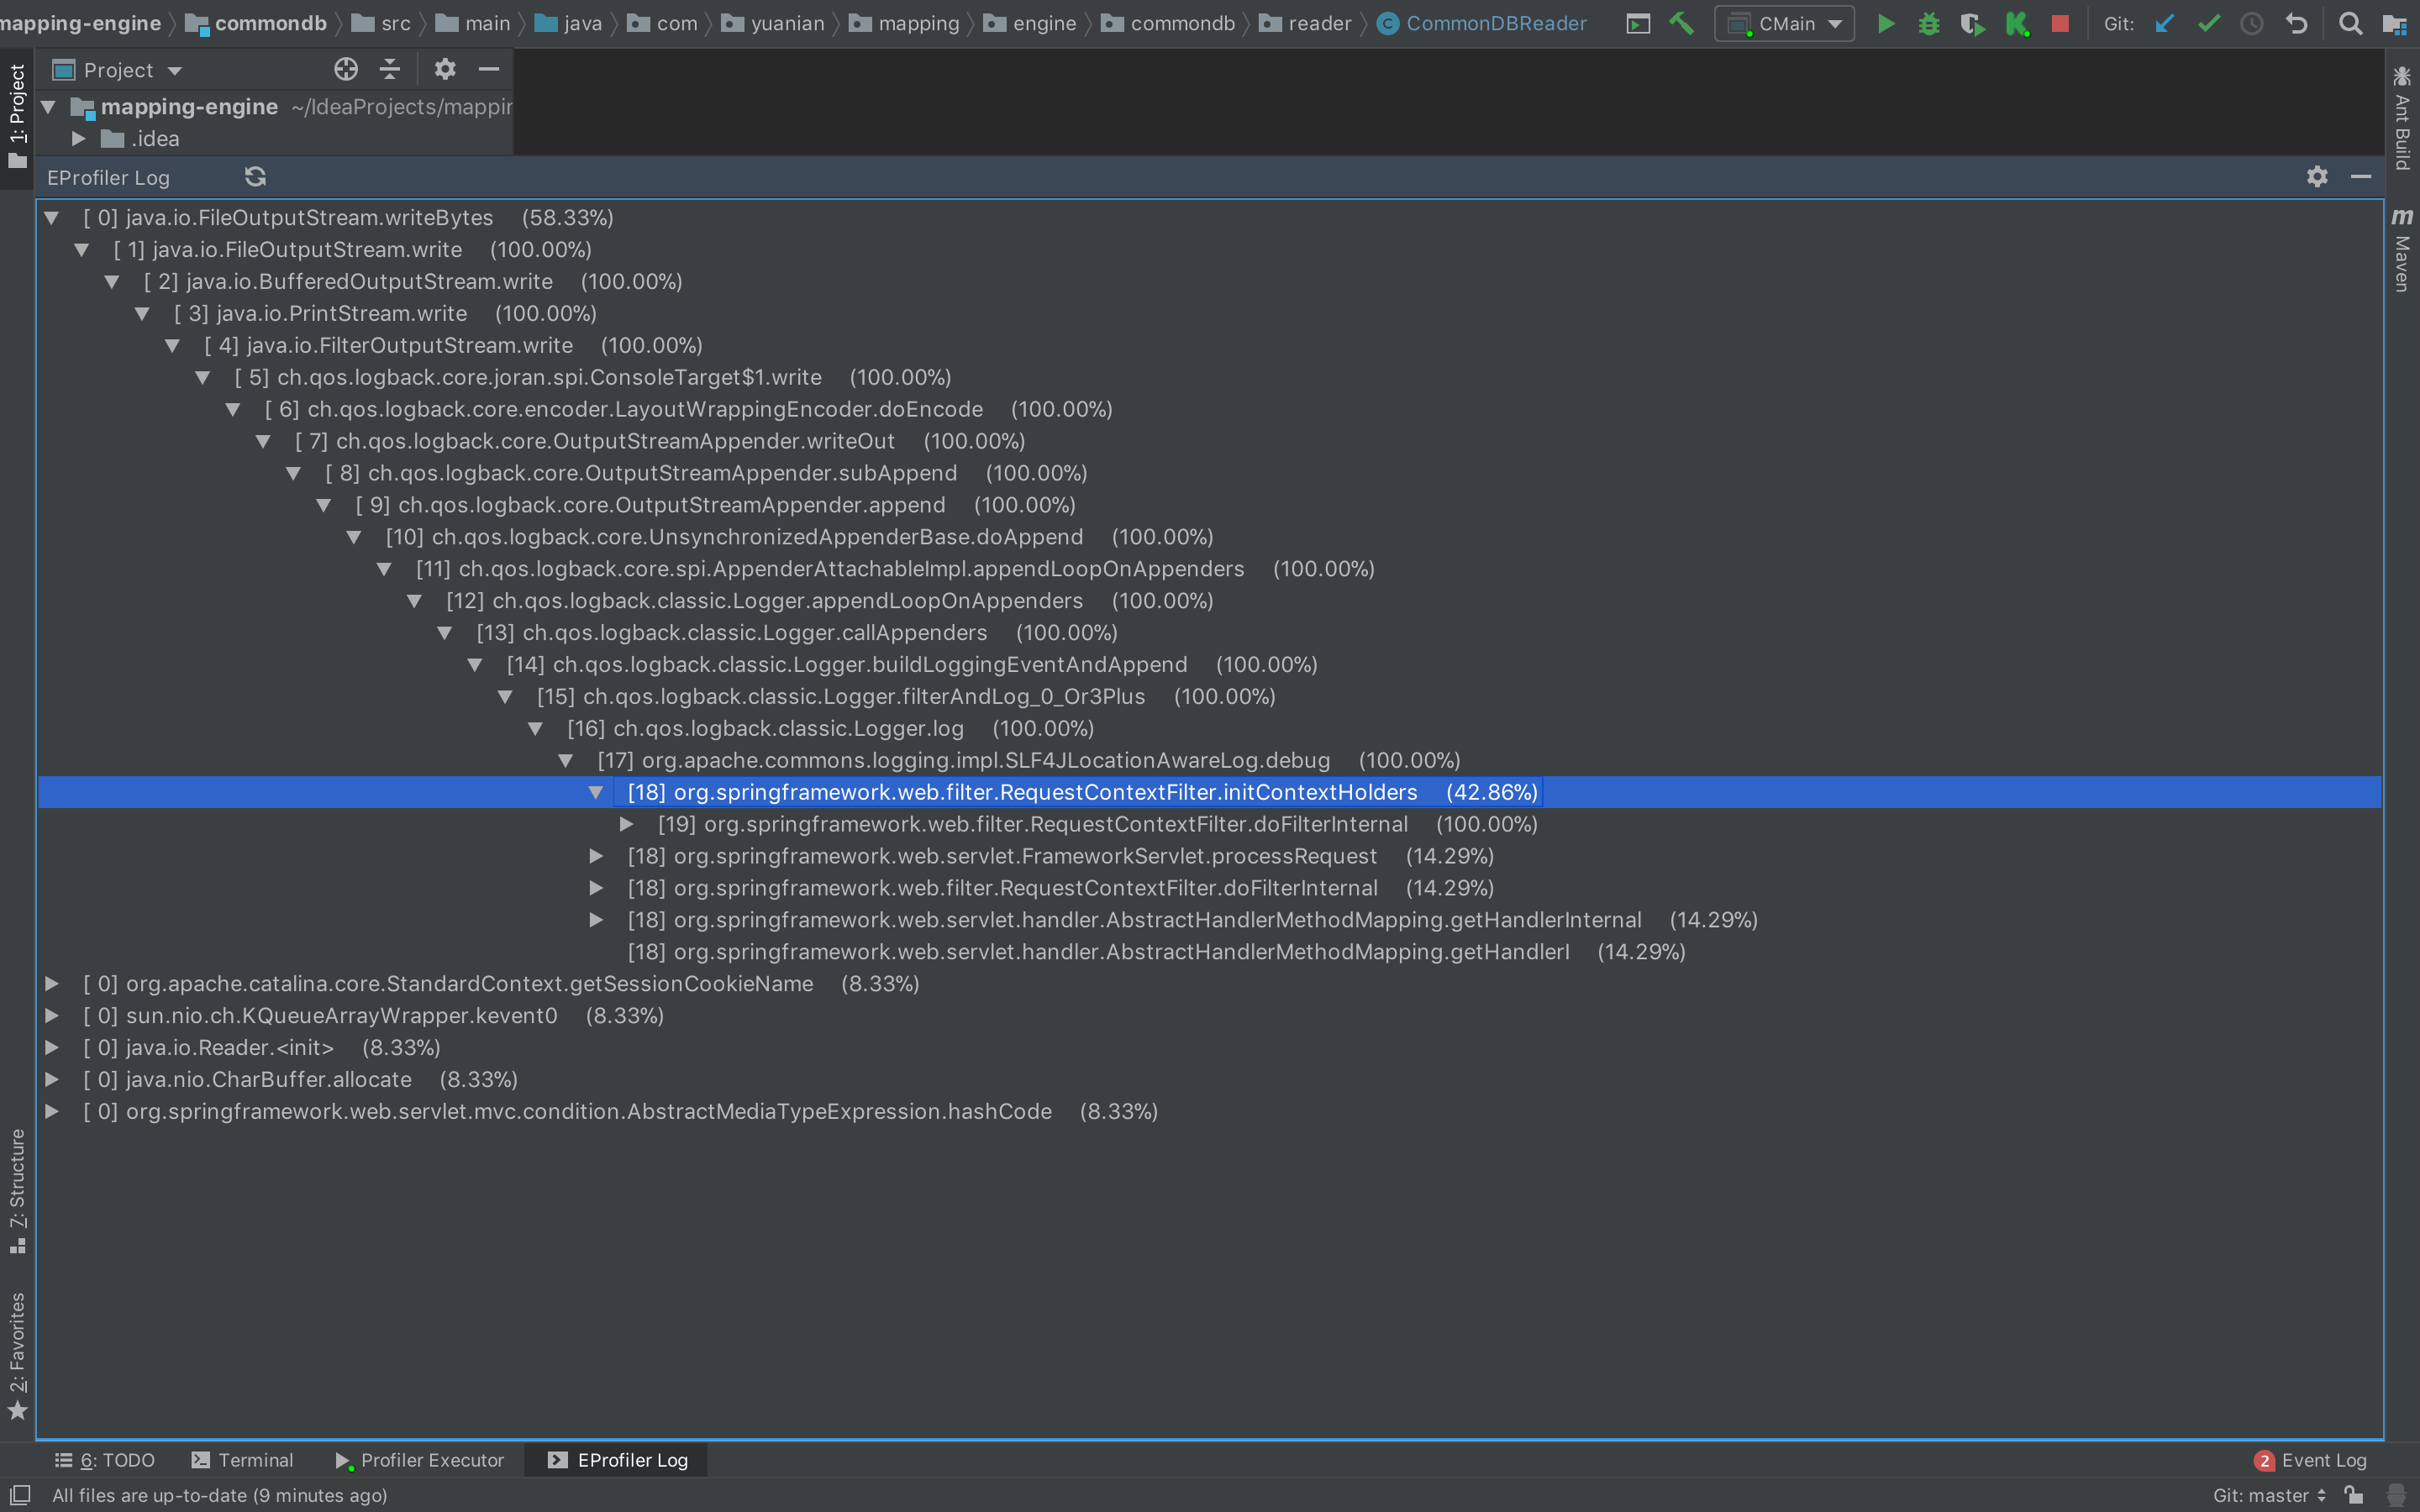 mapping-engine commondb src main java com yuanian mapping engine commondb reader CommonDBReader CMain Git:
Project
mapping-engine ~/IdeaProjects/mappin
.idea
EProfiler Log
[ 0] java.io.FileOutputStream.writeBytes (58.33%)
[ 1] java.io.FileOutputStream.write (100.00%)
[ 2] java.io.BufferedOutputStream.write (100.00%)
[ 3] java.io.PrintStream.write (100.00%)
[ 4] java.io.FilterOutputStream.write (100.00%)
[ 5] ch.qos.logback.core.joran.spi.ConsoleTarget$1.write (100.00%)
[ 6] ch.qos.logback.core.encoder.LayoutWrappingEncoder.doEncode (100.00%)
[ 7] ch.qos.logback.core.OutputStreamAppender.writeOut (100.00%)
[ 8] ch.qos.logback.core.OutputStreamAppender.subAppend (100.00%)
[ 9] ch.qos.logback.core.OutputStreamAppender.append (100.00%)
[10] ch.qos.logback.core.UnsynchronizedAppenderBase.doAppend (100.00%)
[11] ch.qos.logback.core.spi.AppenderAttachableImpl.appendLoopOnAppenders (100.00%)
[12] ch.qos.logback.classic.Logger.appendLoopOnAppenders (100.00%)
[13] ch.qos.logback.classic.Logger.callAppenders (100.00%)
[14] ch.qos.logback.classic.Logger.buildLoggingEventAndAppend (100.00%)
[15] ch.qos.logback.classic.Logger.filterAndLog_0_Or3Plus (100.00%)
[16] ch.qos.logback.classic.Logger.log (100.00%)
[17] org.apache.commons.logging.impl.SLF4JLocationAwareLog.debug (100.00%)
[18] org.springframework.web.filter.RequestContextFilter.initContextHolders (42.86%)
[19] org.springframework.web.filter.RequestContextFilter.doFilterInternal (100.00%)
[18] org.springframework.web.servlet.FrameworkServlet.processRequest (14.29%)
[18] org.springframework.web.filter.RequestContextFilter.doFilterInternal (14.29%)
[18] org.springframework.web.servlet.handler.AbstractHandlerMethodMapping.getHandlerInternal (14.29%)
[18] org.springframework.web.servlet.handler.AbstractHandlerMethodMapping.getHandlerI (14.29%)
[ 0] org.apache.catalina.core.StandardContext.getSessionCookieName (8.33%)
[ 0] sun.nio.ch.KQueueArrayWrapper.kevent0 (8.33%)
[ 0] java.io.Reader.<init> (8.33%)
[ 0] java.nio.CharBuffer.allocate (8.33%)
[ 0] org.springframework.web.servlet.mvc.condition.AbstractMediaTypeExpression.hashCode (8.33%)
1: Project
7: Structure
2: Favorites
Ant Build
m Maven
6: TODO Terminal Profiler Executor EProfiler Log 2 Event Log
All files are up-to-date (9 minutes ago) Git: master